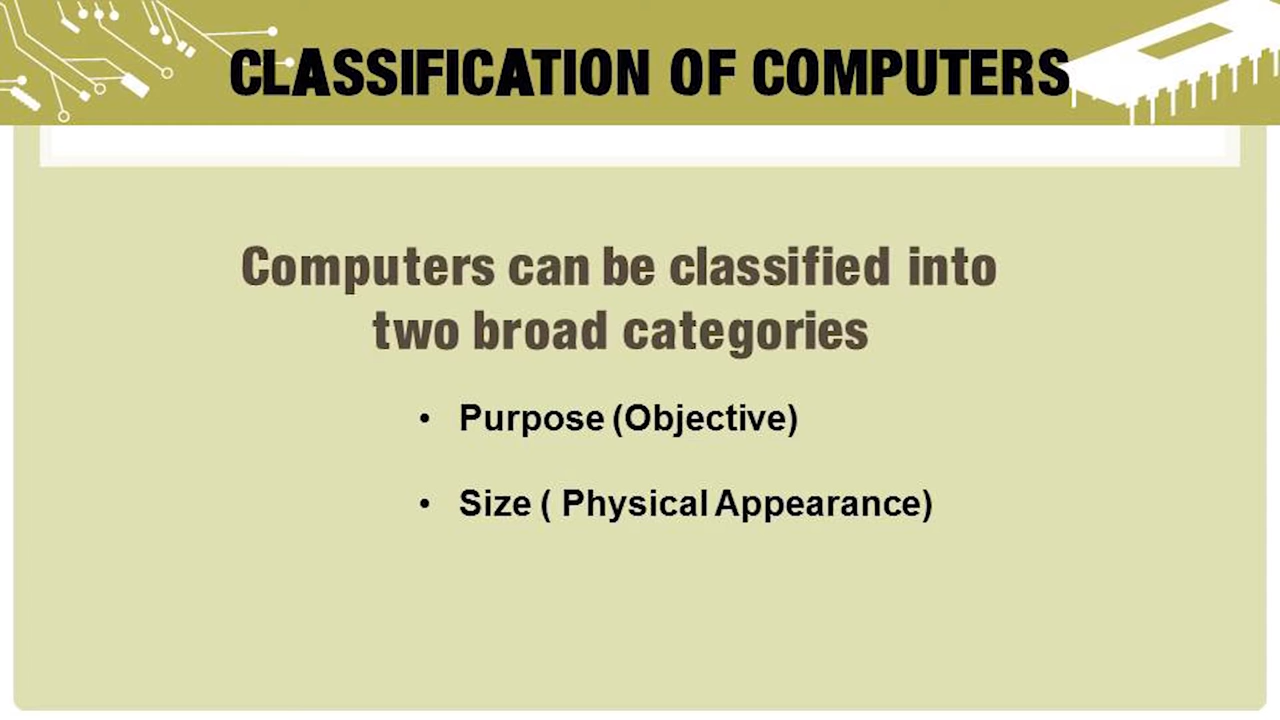 CLASSIFICATION OF COMPUTERS
Computers can be classified into
two broad categories
• Purpose (Objective)
• Size ( Physical Appearance)